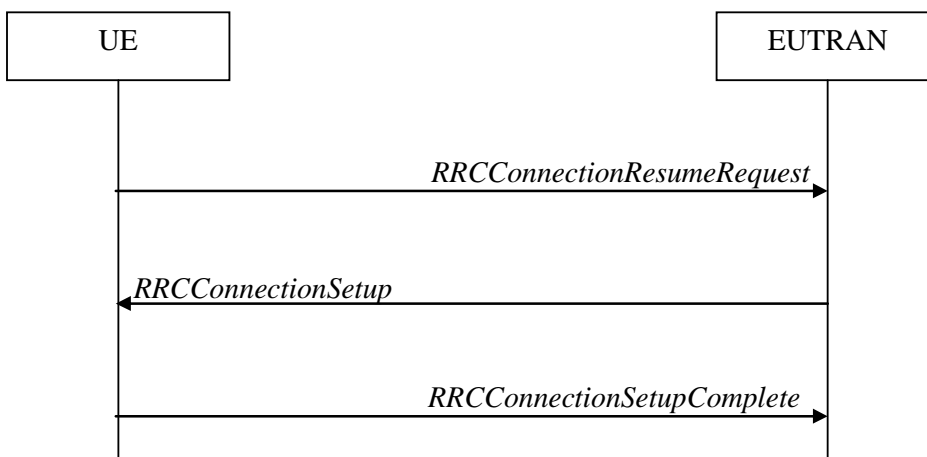 UE
EUTRAN
RRCConnectionResumeRequest
RRCConnectionSetup
RRCConnectionSetupComplete